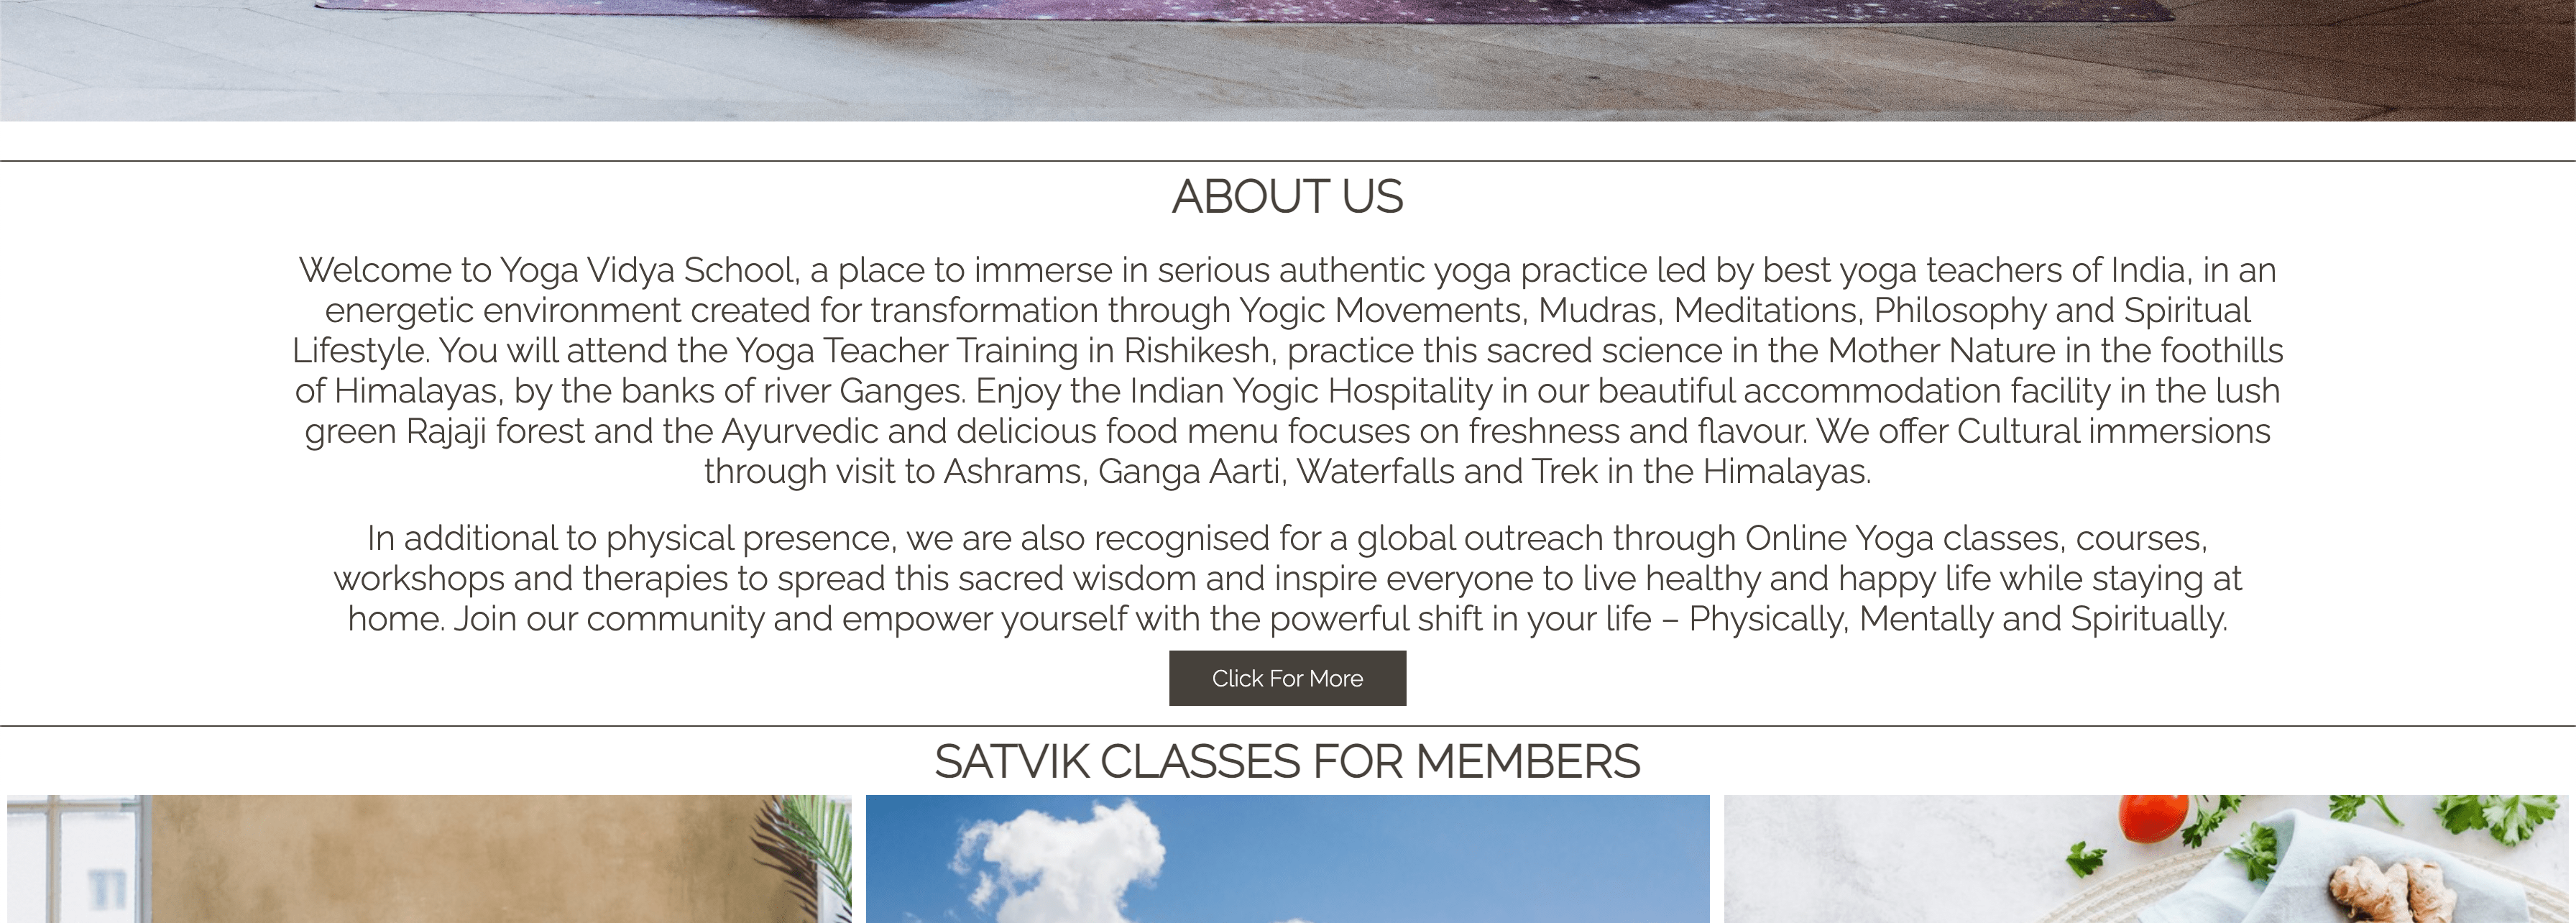 ABOUT US
Welcome to Yoga Vidya School, a place to immerse in serious authentic yoga practice led by best yoga teachers of India, in an
energetic environment created for transformation through Yogic Movements, Mudras, Meditations, Philosophy and Spiritual
Lifestyle. You will attend the Yoga Teacher Training in Rishikesh, practice this sacred science in the Mother Nature in the foothills
of Himalayas, by the banks of river Ganges. Enjoy the Indian Yogic Hospitality in our beautiful accommodation facility in the lush
green Rajaji forest and the Ayurvedic and delicious food menu focuses on freshness and flavour. We offer Cultural immersions
through visit to Ashrams, Ganga Aarti, Waterfalls and Trek in the Himalayas.
In additional to physical presence, we are also recognised for a global outreach through Online Yoga classes, courses,
workshops and therapies to spread this sacred wisdom and inspire everyone to live healthy and happy life while staying at
home. Join our community and empower yourself with the powerful shift in your life – Physically, Mentally and Spiritually.
Click For More
SATVIK CLASSES FOR MEMBERS